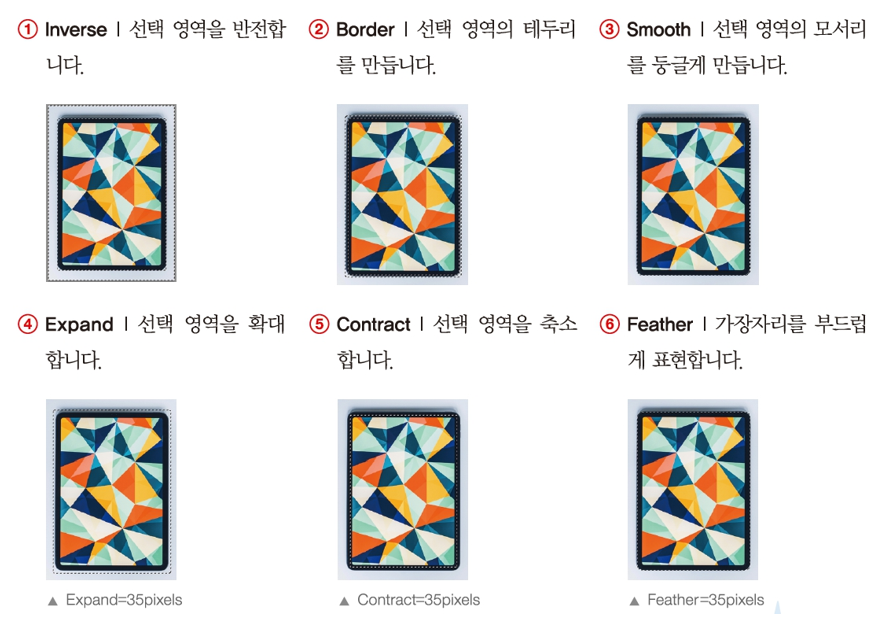 ① Inverse | 선택 영역을 반전합
니다.
② Border | 선택 영역의 테두리
를 만듭니다.
③ Smooth | 선택 영역의 모서리
를 둥글게 만듭니다.
④ Expand | 선택 영역을 확대
합니다.
▲ Expand=35pixels
⑤ Contract | 선택 영역을 축소
합니다.
▲ Contract=35pixels
⑥ Feather | 가장자리를 부드럽
게 표현합니다.
▲ Feather=35pixels